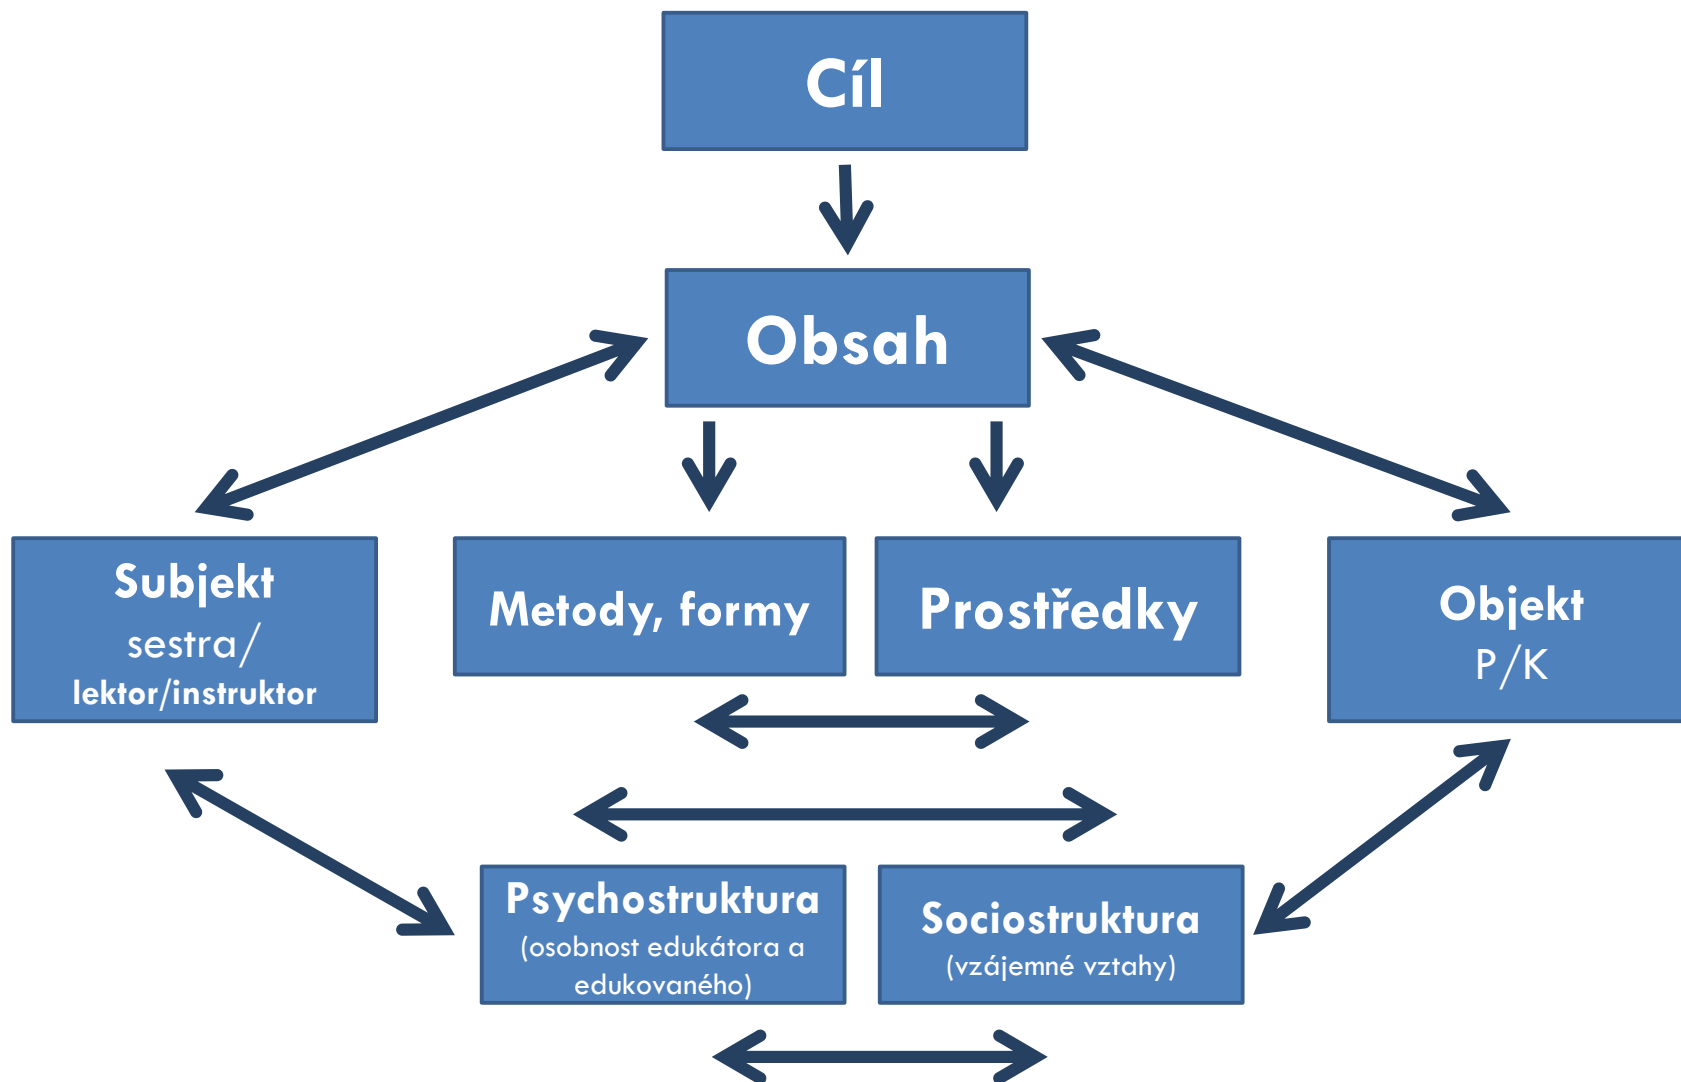 Cíl
Obsah
Subjekt
sestra/
lektor/instruktor
Metody, formy
Prostředky
Objekt
P/K
Psychostruktura
(osobnost edukátora a
edukovaného)
Sociostruktura
(vzájemné vztahy)